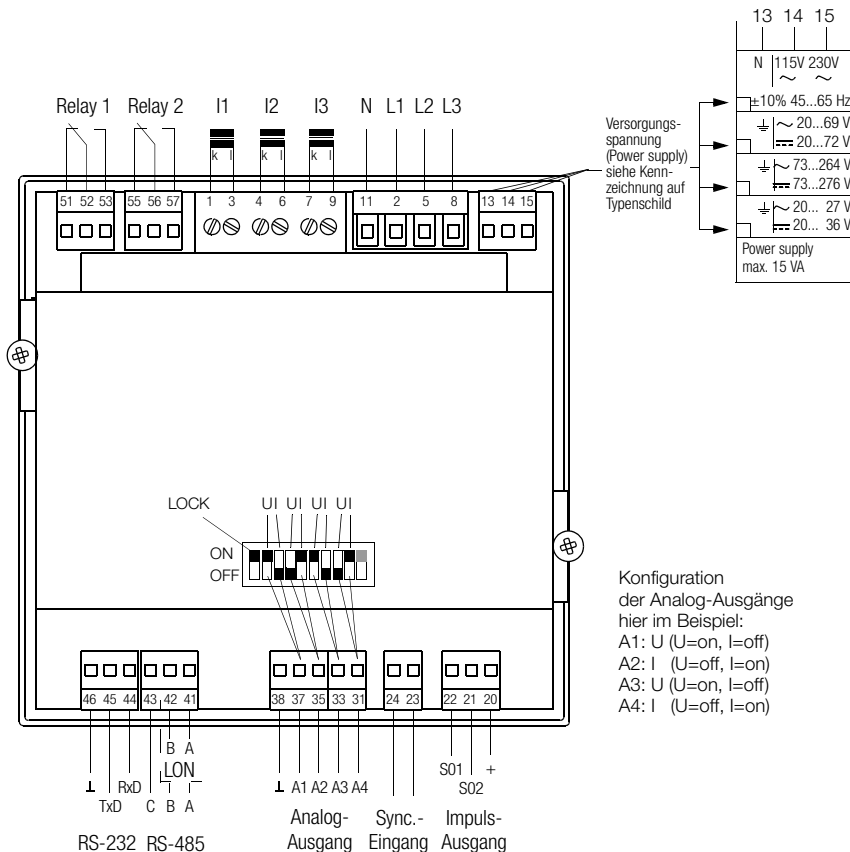 13 14 15
N 115V 230V
~ ~
±10% 45...65 Hz
~ 20...69 V
20...72 V
~ 73...264 V
73...276 V
~ 20... 27 V
20... 36 V
Power supply
max. 15 VA
Versorgungs-
spannung
(Power supply)
siehe Kenn-
zeichnung auf
Typenschild
Relay 1 Relay 2 I1 I2 I3 N L1 L2 L3
k l k l k l
51 52 53 55 56 57 1 3 4 6 7 9 11 2 5 8 13 14 15
LOCK UI UI UI UI
ON
OFF
Konfiguration
der Analog-Ausgänge
hier im Beispiel:
A1: U (U=on, I=off)
A2: I (U=off, I=on)
A3: U (U=on, I=off)
A4: I (U=off, I=on)
46 45 44 43 42 41 38 37 35 33 31 24 23 22 21 20
B A
LON
RxD
TxD C B A
RS-232 RS-485
A1 A2 A3 A4
Analog-
Ausgang
Sync.-
Eingang
S01 +
S02
Impuls-
Ausgang